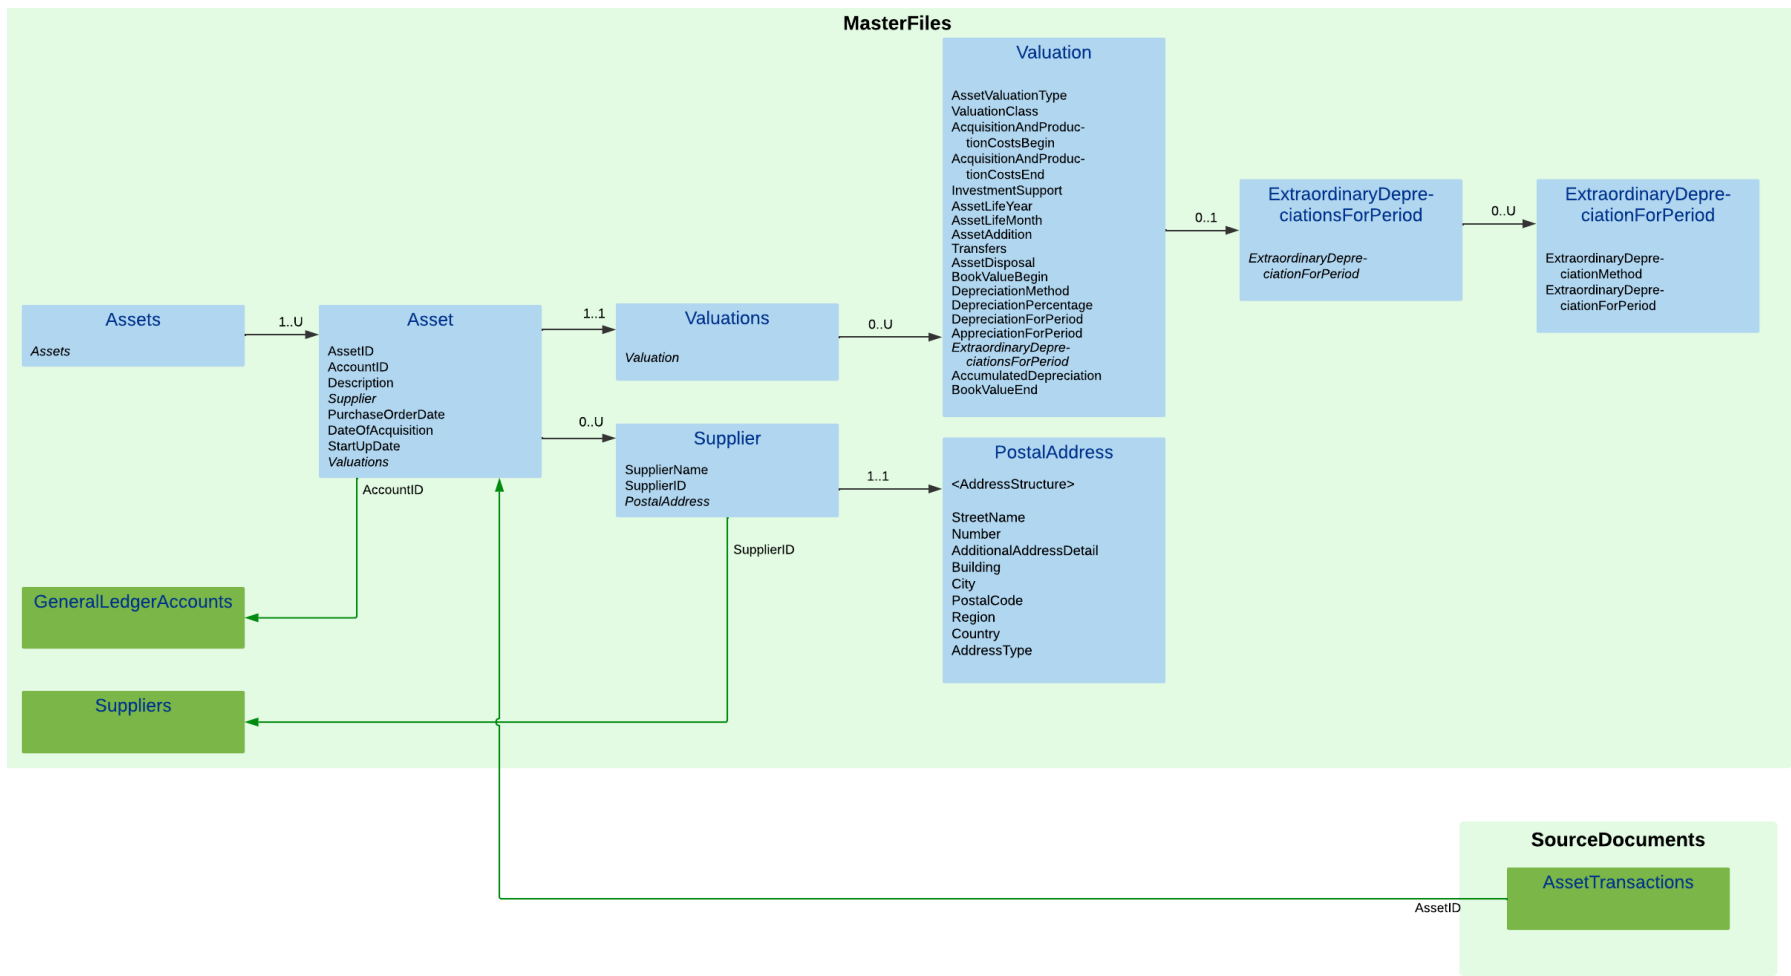 MasterFiles
Valuation
AssetValuationType
ValuationClass
AcquisitionAndProduc-
tionCostsBegin
AcquisitionAndProduc-
tionCostsEnd
InvestmentSupport
AssetLifeYear
AssetLifeMonth
AssetAddition
Transfers
AssetDisposal
BookValueBegin
DepreciationMethod
DepreciationPercentage
DepreciationForPeriod
AppreciationForPeriod
ExtraordinaryDepre-
ciationsForPeriod
AccumulatedDepreciation
BookValueEnd
0..1
ExtraordinaryDepre-
ciationsForPeriod
ExtraordinaryDepre-
ciationForPeriod
0..U
ExtraordinaryDepre-
ciationForPeriod
ExtraordinaryDepre-
ciationMethod
ExtraordinaryDepre-
ciationForPeriod
Assets
Assets
1..U
Asset
AssetID
AccountID
Description
Supplier
PurchaseOrderDate
DateOfAcquisition
StartUpDate
Valuations
1..1
Valuations
Valuation
0..U
0..U
Supplier
SupplierName
SupplierID
PostalAddress
1..1
PostalAddress
<AddressStructure>
StreetName
Number
AdditionalAddressDetail
Building
City
PostalCode
Region
Country
AddressType
AccountID
SupplierID
GeneralLedgerAccounts
Suppliers
SourceDocuments
AssetTransactions
AssetID